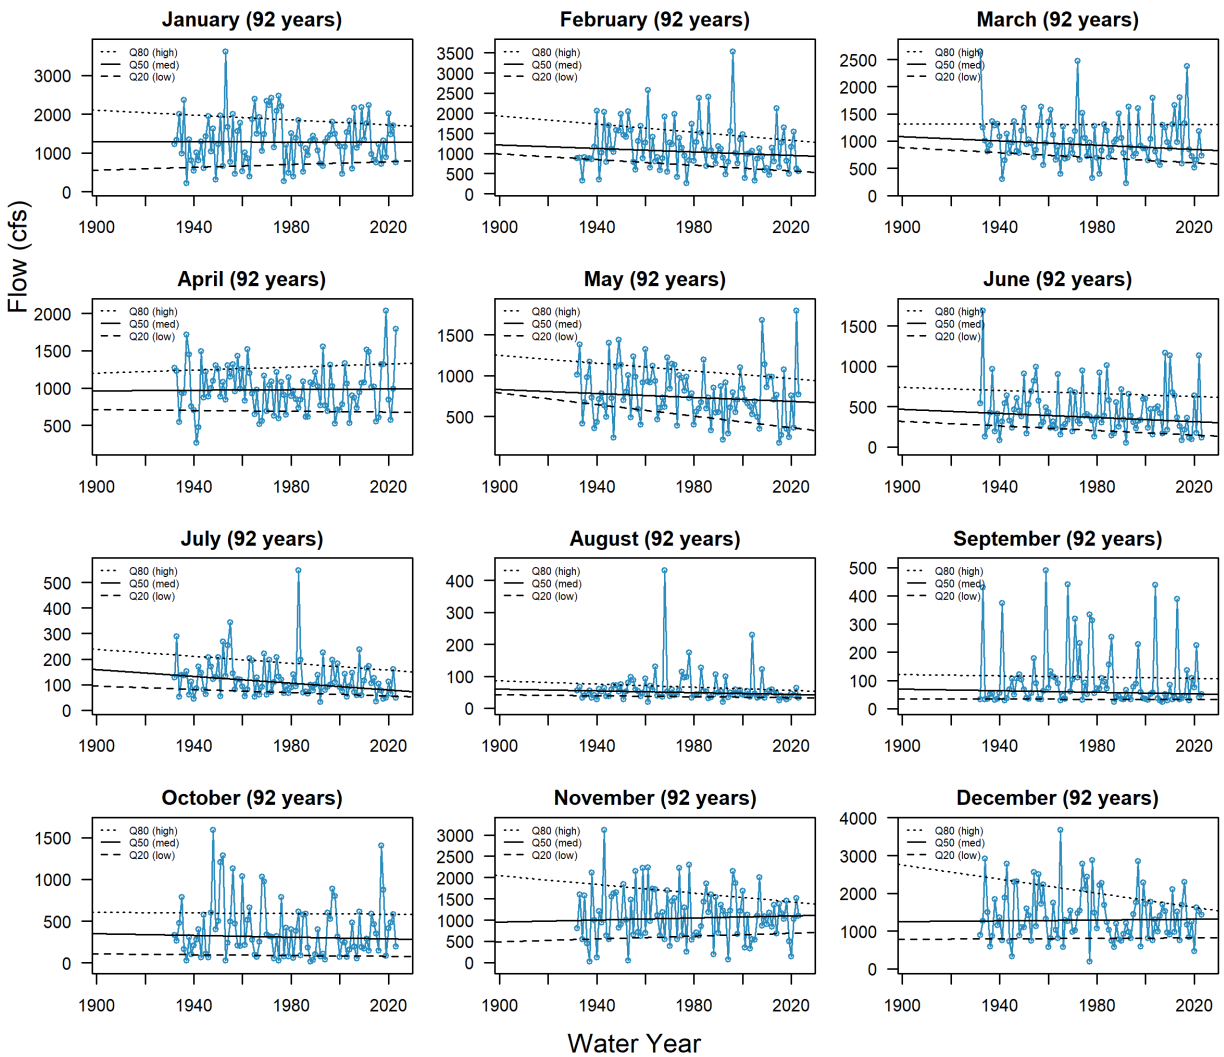 January (92 years)
Q80 (high)
Q50 (med)
Q20 (low)
3000
2000
1000
0
1900 1940 1980 2020
February (92 years)
Q80 (high)
Q50 (med)
Q20 (low)
3500
3000
2500
2000
1500
1000
500
0
1900 1940 1980 2020
March (92 years)
Q80 (high)
Q50 (med)
Q20 (low)
2500
2000
1500
1000
500
0
1900 1940 1980 2020
Flow (cfs)
April (92 years)
Q80 (high)
Q50 (med)
Q20 (low)
2000
1500
1000
500
1900 1940 1980 2020
May (92 years)
Q80 (high)
Q50 (med)
Q20 (low)
1500
1000
500
1900 1940 1980 2020
June (92 years)
Q80 (high)
Q50 (med)
Q20 (low)
1500
1000
500
0
1900 1940 1980 2020
July (92 years)
Q80 (high)
Q50 (med)
Q20 (low)
500
400
300
200
100
0
1900 1940 1980 2020
August (92 years)
Q80 (high)
Q50 (med)
Q20 (low)
400
300
200
100
0
1900 1940 1980 2020
September (92 years)
Q80 (high)
Q50 (med)
Q20 (low)
500
400
300
200
100
0
1900 1940 1980 2020
October (92 years)
Q80 (high)
Q50 (med)
Q20 (low)
1500
1000
500
0
1900 1940 1980 2020
November (92 years)
Q80 (high)
Q50 (med)
Q20 (low)
3000
2500
2000
1500
1000
500
0
1900 1940 1980 2020
December (92 years)
Q80 (high)
Q50 (med)
Q20 (low)
4000
3000
2000
1000
0
1900 1940 1980 2020
Water Year